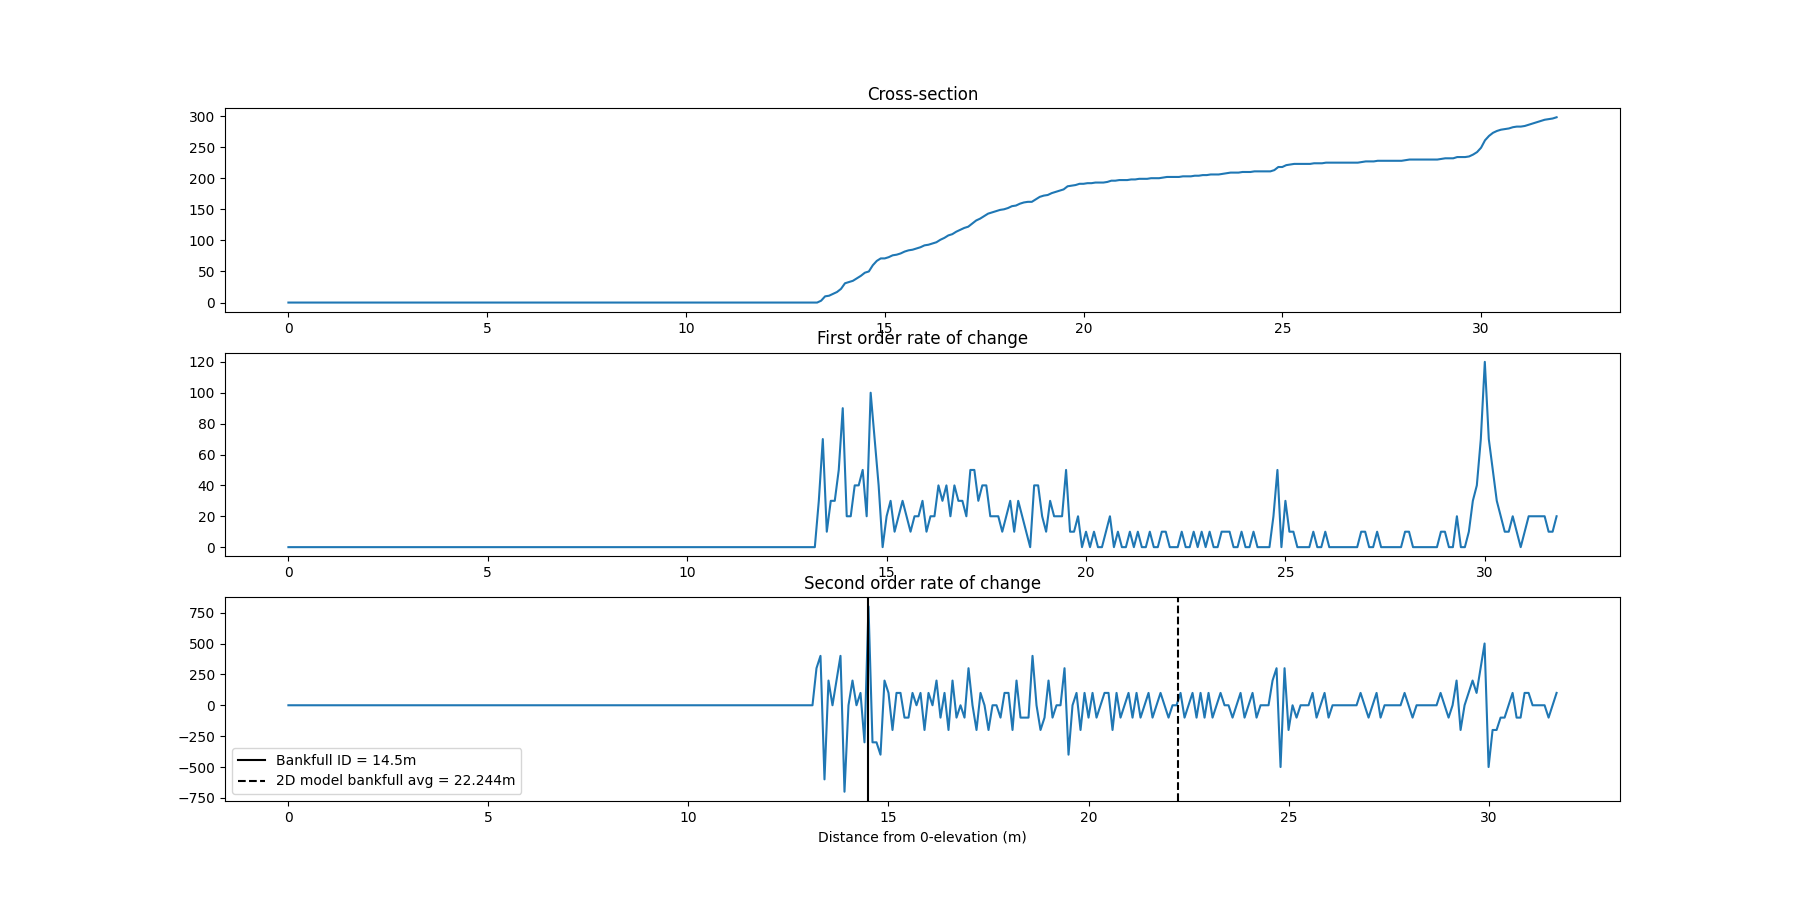 Cross-section
300
250
200
150
100
50
0
0 5 10 15 20 25 30
First order rate of change
120
100
80
60
40
20
0
0 5 10 15 20 25 30
Second order rate of change
750
500
250
0
−250
−500
−750
Bankfull ID = 14.5m
2D model bankfull avg = 22.244m
0 5 10 15 20 25 30
Distance from 0-elevation (m)